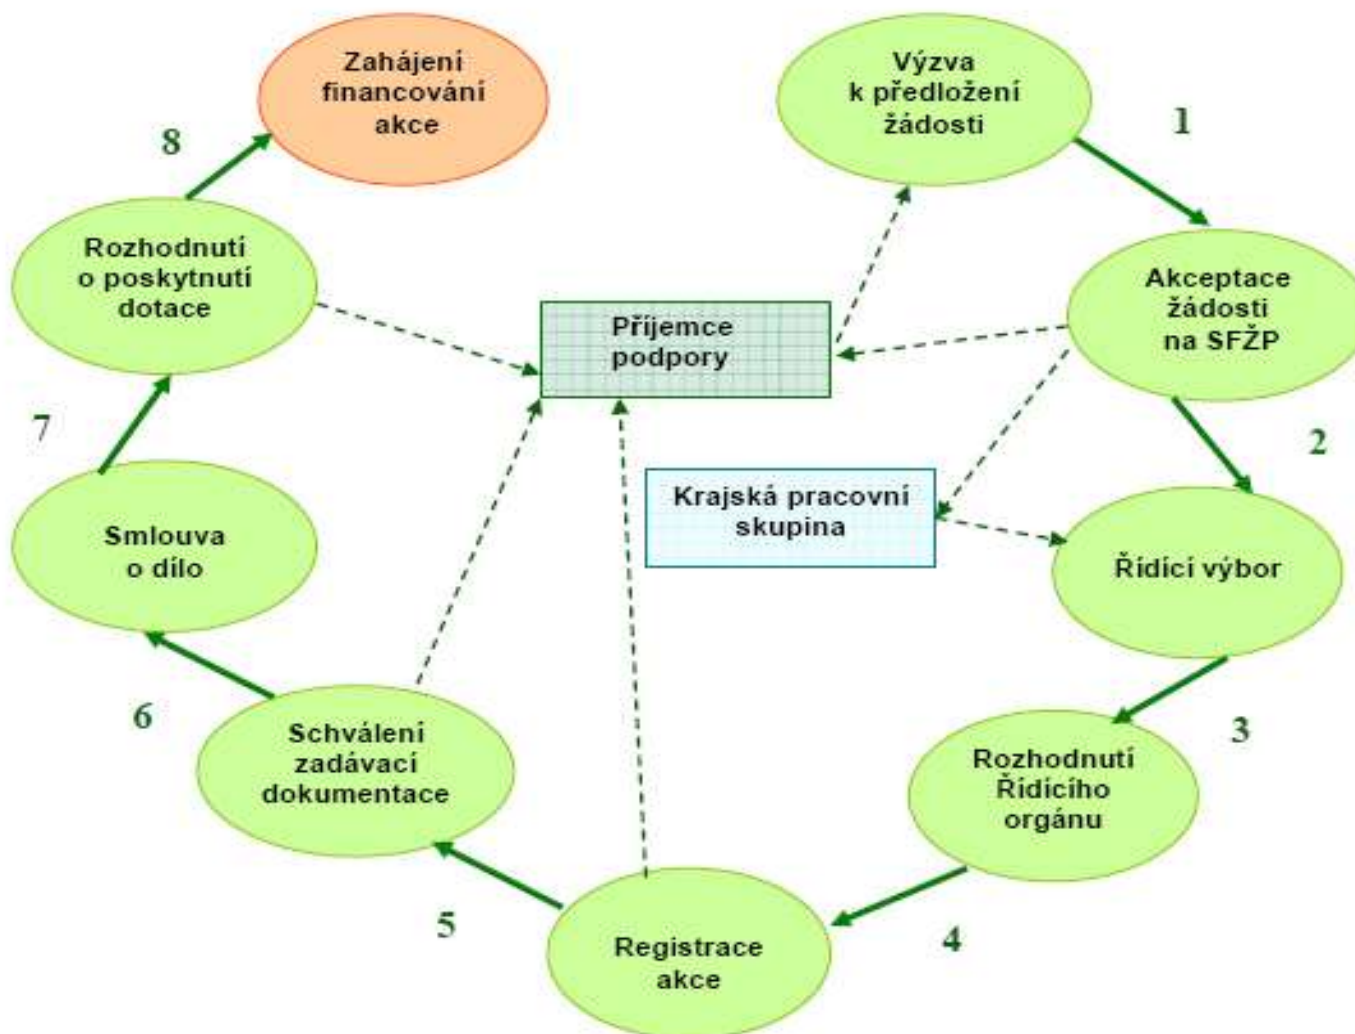 Zahájení
financování
akce
Výzva
k předložení
žádosti
1
8
Rozhodnutí
o poskytnutí
dotace
Akceptace
žádosti
na SFŽP
Příjemce
podpory
7
2
Krajská pracovní
skupina
Smlouva
o dílo
Řídící výbor
6
3
Schválení
zadávací
dokumentace
Rozhodnutí
Řídícího
orgánu
5
4
Registrace
akce